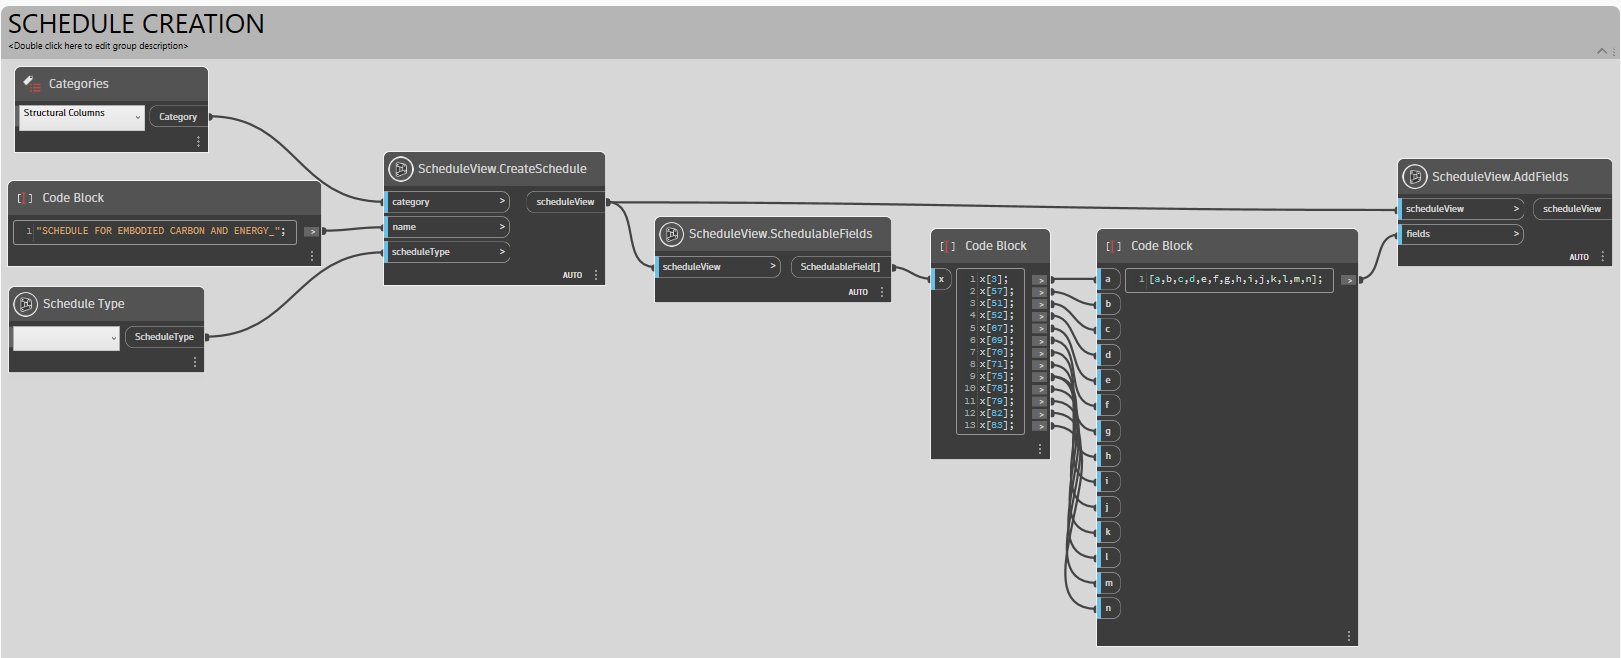 SCHEDULE CREATION
<Double click here to edit group description>
Categories
Structural Columns
Category
Code Block
1 "SCHEDULE FOR EMBODIED CARBON AND ENERGY_";
>
Schedule Type
ScheduleType
ScheduleView.CreateSchedule
category >
scheduleView
name >
scheduleType >
AUTO
ScheduleView.SchedulableFields
scheduleView >
SchedulableField[]
AUTO
Code Block
x
1 x[3]; >
2 x[57]; >
3 x[51]; >
4 x[52]; >
5 x[67]; >
6 x[69]; >
7 x[70]; >
8 x[71]; >
9 x[75]; >
10 x[78]; >
11 x[79]; >
12 x[82]; >
13 x[83]; >
Code Block
a
1 [a,b,c,d,e,f,g,h,i,j,k,l,m,n]; >
b
c
d
e
f
g
h
i
j
k
l
m
n
ScheduleView.AddFields
scheduleView >
scheduleView
fields >
AUTO